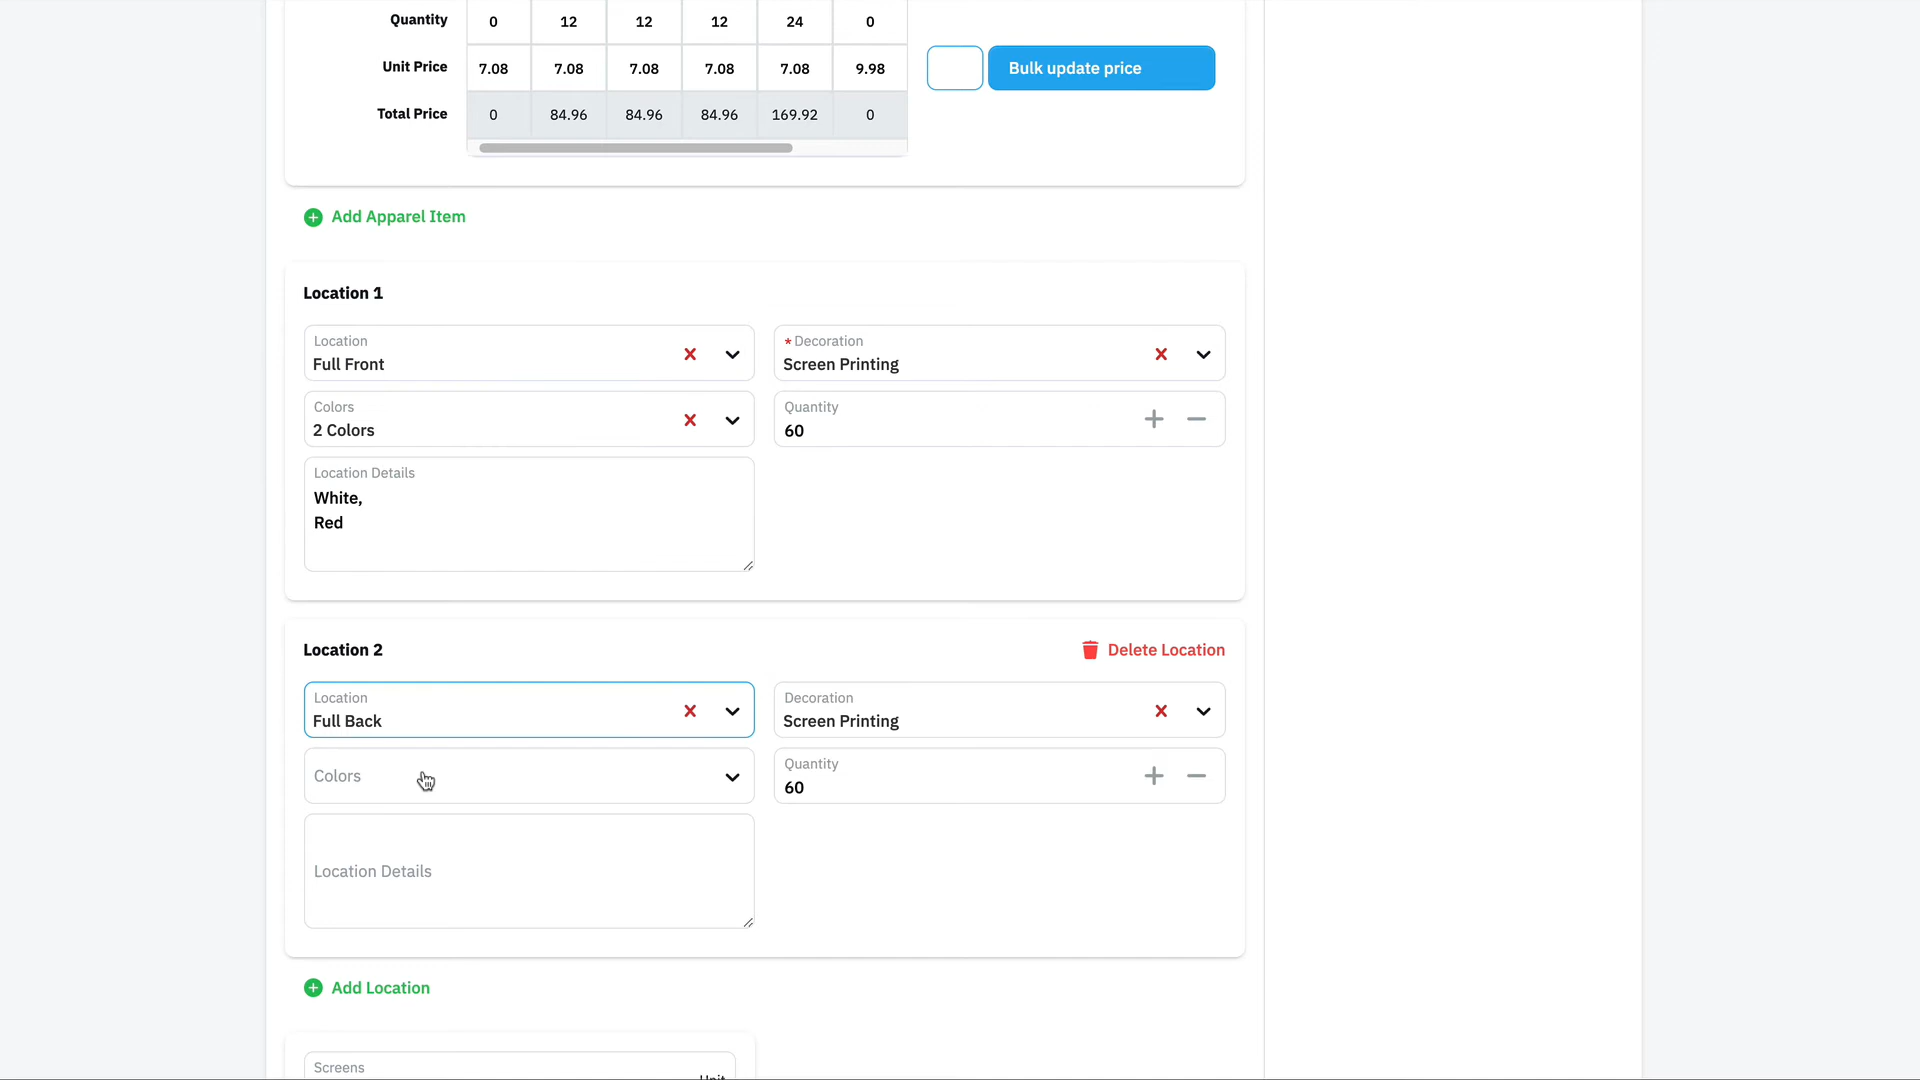 Quantity 0 12 12 12 24 0
Unit Price 7.08 7.08 7.08 7.08 7.08 9.98 Bulk update price
Total Price 0 84.96 84.96 84.96 169.92 0
Add Apparel Item
Location 1
Location
Full Front
* Decoration
Screen Printing
Colors
2 Colors
Quantity
60
Location Details
White,
Red
Location 2
Delete Location
Location
Full Back
Decoration
Screen Printing
Colors
Quantity
60
Location Details
Add Location
Screens
Unit